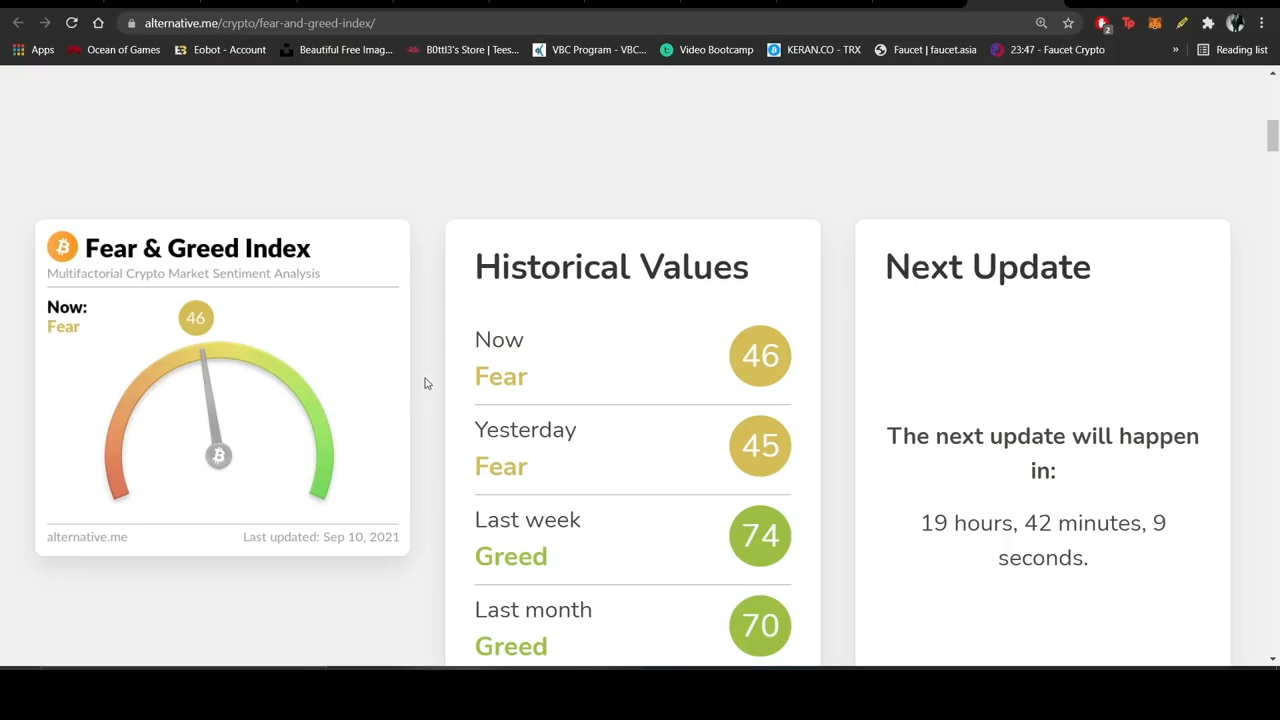 alternative.me/crypto/fear-and-greed-index/
2
Apps
Ocean of Games
Eobot - Account
Beautiful Free Imag...
B0ttl3's Store | Tees...
VBC Program - VBC...
Video Bootcamp
KERAN.CO - TRX
Faucet | faucet.asia
23:47 - Faucet Crypto
»
Reading list
Fear & Greed Index
Multifactorial Crypto Market Sentiment Analysis
Now:
Fear
46
alternative.me
Last updated: Sep 10, 2021
Historical Values
Now
Fear
46
Yesterday
Fear
45
Last week
Greed
74
Last month
Greed
70
Next Update
The next update will happen
in:
19 hours, 42 minutes, 9
seconds.